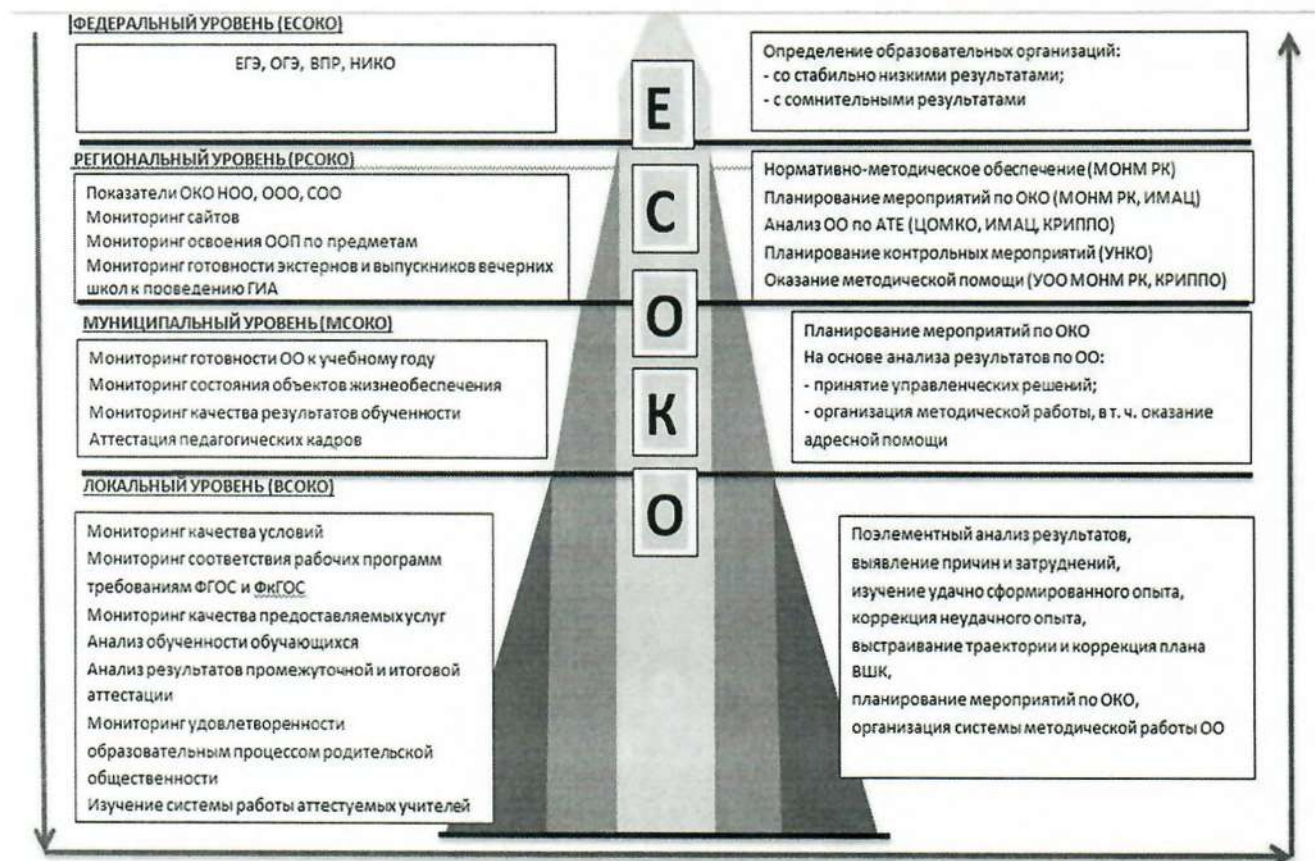 ФЕДЕРАЛЬНЫЙ УРОВЕНЬ (ЕСОКО)
ЕГЭ, ОГЭ, ВПР, НИКО
Определение образовательных организаций:
- со стабильно низкими результатами;
- с сомнительными результатами
Е
РЕГИОНАЛЬНЫЙ УРОВЕНЬ (РСОКО)
Показатели ОКО НОО, ООО, СОО
Мониторинг сайтов
Мониторинг освоения ООП по предметам
Мониторинг готовности экстернов и выпускников вечерних
школ к проведению ГИА
С
Нормативно-методическое обеспечение (МОНМ РК)
Планирование мероприятий по ОКО (МОНМ РК, ИМАЦ)
Анализ ОО по АТЕ (ЦОМКО, ИМАЦ, КРИППО)
Планирование контрольных мероприятий (УНКО)
Оказание методической помощи (УОО МОНМ РК, КРИППО)
О
МУНИЦИПАЛЬНЫЙ УРОВЕНЬ (МСОКО)
Мониторинг готовности ОО к учебному году
Мониторинг состояния объектов жизнеобеспечения
Мониторинг качества результатов обученности
Аттестация педагогических кадров
К
Планирование мероприятий по ОКО
На основе анализа результатов по ОО:
- принятие управленческих решений;
- организация методической работы, в т. ч. оказание
адресной помощи
О
ЛОКАЛЬНЫЙ УРОВЕНЬ (ВСОКО)
Мониторинг качества условий
Мониторинг соответствия рабочих программ
требованиям ФГОС и ФкГОС
Мониторинг качества предоставляемых услуг
Анализ обученности обучающихся
Анализ результатов промежуточной и итоговой
аттестации
Мониторинг удовлетворенности
образовательным процессом родительской
общественности
Изучение системы работы аттестуемых учителей
Поэлементный анализ результатов,
выявление причин и затруднений,
изучение удачно сформированного опыта,
коррекция неудачного опыта,
выстраивание траектории и коррекция плана
ВШК,
планирование мероприятий по ОКО,
организация системы методической работы ОО